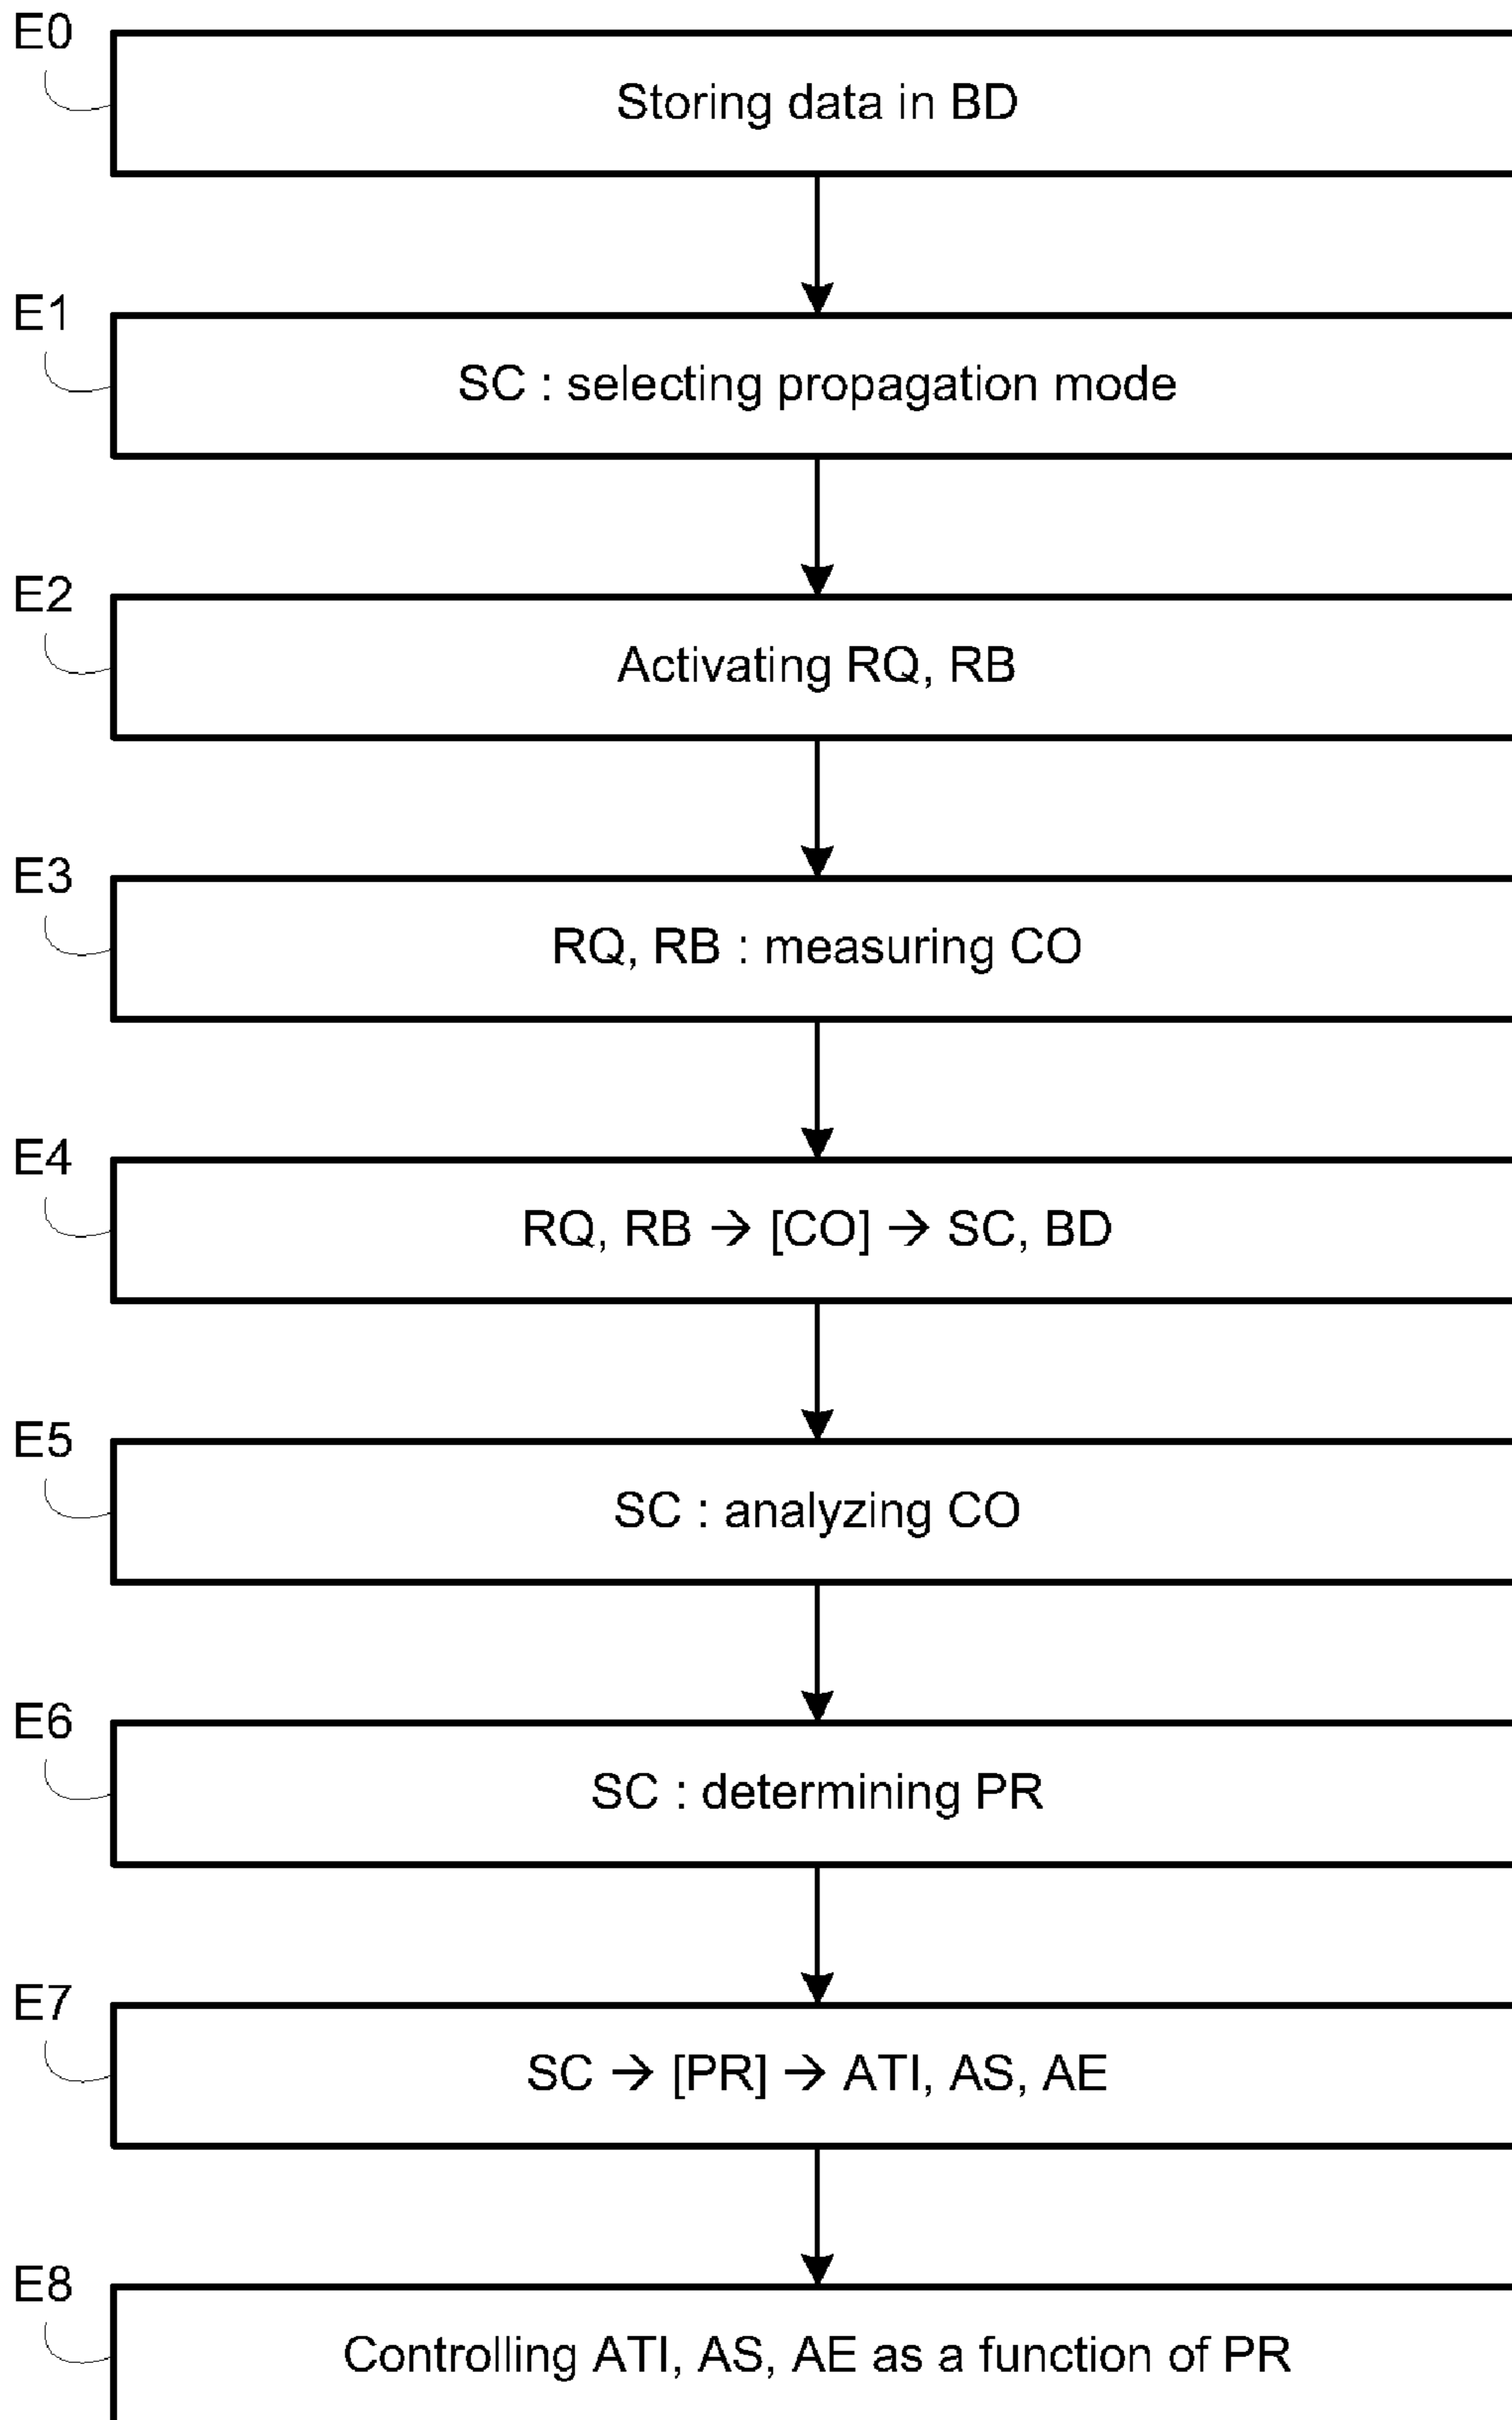 E0
Storing data in BD
E1
SC : selecting propagation mode
E2
Activating RQ, RB
E3
RQ, RB : measuring CO
E4
RQ, RB → [CO] → SC, BD
E5
SC : analyzing CO
E6
SC : determining PR
E7
SC → [PR] → ATI, AS, AE
E8
Controlling ATI, AS, AE as a function of PR